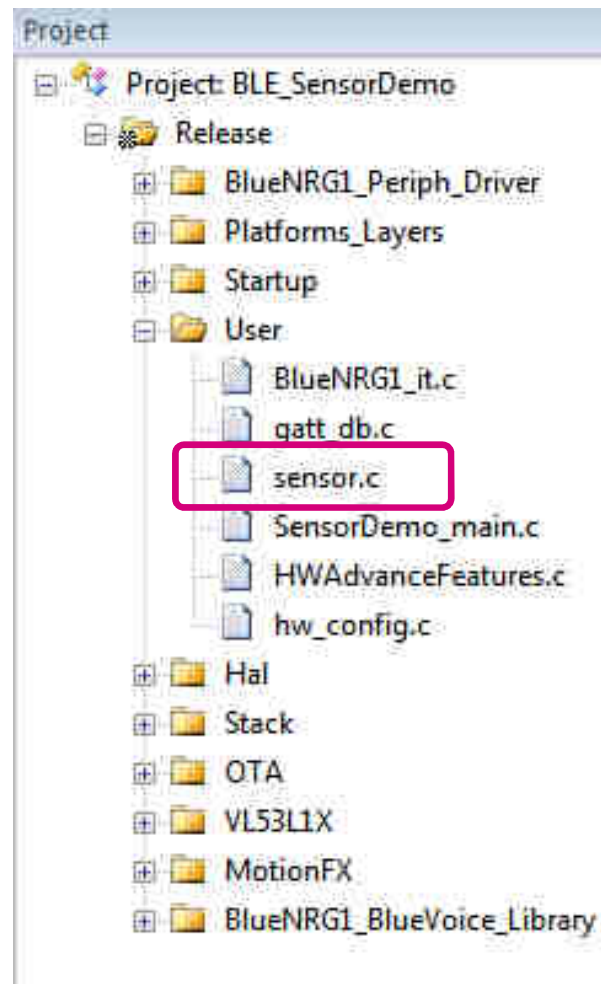 Project
Project: BLE_SensorDemo
Release
BlueNRG1_Periph_Driver
Platforms_Layers
Startup
User
BlueNRG1_it.c
gatt_db.c
sensor.c
SensorDemo_main.c
HWAdvanceFeatures.c
hw_config.c
Hal
Stack
OTA
VL53L1X
MotionFX
BlueNRG1_BlueVoice_Library